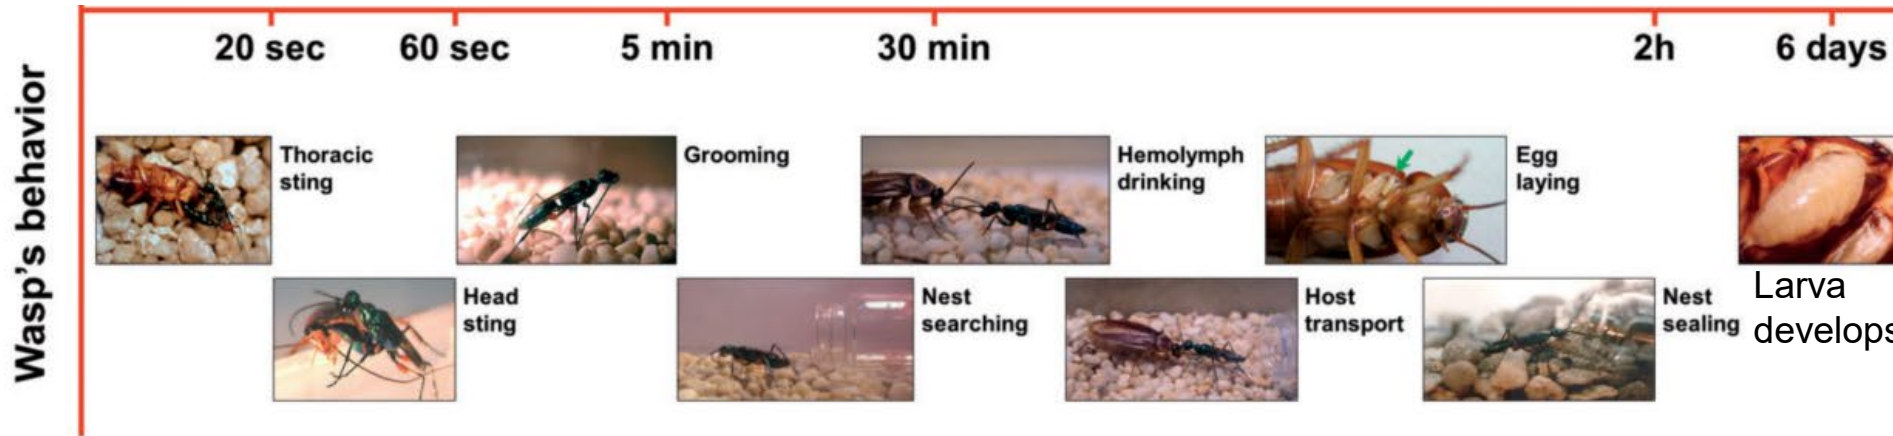 20 sec
60 sec
5 min
30 min
2h
6 days
Wasp's behavior
Thoracic
sting
Grooming
Hemolymph
drinking
Egg
laying
Head
sting
Nest
searching
Host
transport
Nest
sealing
Larva
develops